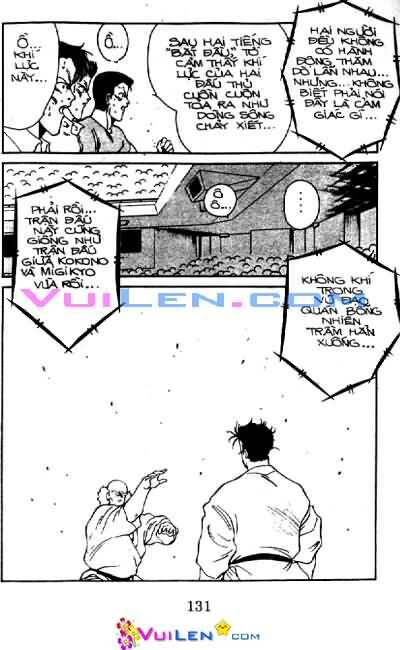 Ồ...
KHÍ
LỰC
NÀY...
Ồ...
SAU HAI TIẾNG
"BẮT ĐẦU", TỚ
CẢM THẤY KHÍ
LỰC CỦA HAI
ĐẤU THỦ
CUỒN CUỘN
TỎA RA NHƯ
DÒNG SÔNG
CHẢY XIẾT...
HAI NGƯỜI
ĐỀU KHÔNG
CÓ HÀNH
ĐỘNG THĂM
DÒ LẪN NHAU...
NHƯNG...KHÔNG
BIẾT PHẢI NÓI
ĐÂY LÀ CẢM
GIÁC GÌ...
PHẢI RỒI...
TRẬN ĐẤU
NÀY CŨNG
GIỐNG NHƯ
TRẬN ĐẤU
GIỮA KOKONO
VÀ MIGIKYO
VỪA RỒI...
Ồ
Ồ...
...
KHÔNG KHÍ
TRONG
VÕ ĐẠO
QUÁN BỖNG
NHIÊN
TRẦM HẲN
XUỐNG...
VUILEN.COM
131
VUILEN.COM